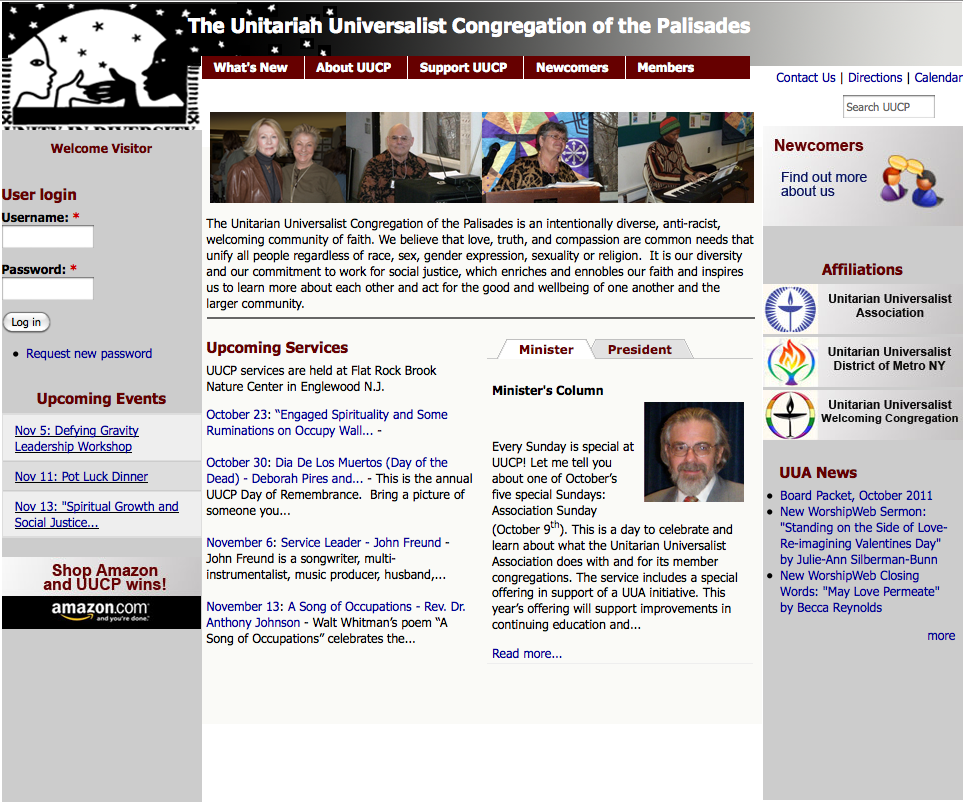 The Unitarian Universalist Congregation of the Palisades
What's New
About UUCP
Support UUCP
Newcomers
Members
Contact Us | Directions | Calendar
Search UUCP
UNITY IN DIVERSITY
Welcome Visitor
User login
Username: *
Password: *
Log in
Request new password
Upcoming Events
Nov 5: Defying Gravity
Leadership Workshop
Nov 11: Pot Luck Dinner
Nov 13: "Spiritual Growth and
Social Justice...
Shop Amazon
and UUCP wins!
amazon.com
and you're done.
The Unitarian Universalist Congregation of the Palisades is an intentionally diverse, anti-racist,
welcoming community of faith. We believe that love, truth, and compassion are common needs that
unify all people regardless of race, sex, gender expression, sexuality or religion.  It is our diversity
and our commitment to work for social justice, which enriches and ennobles our faith and inspires
us to learn more about each other and act for the good and wellbeing of one another and the
larger community.
Upcoming Services
UUCP services are held at Flat Rock Brook
Nature Center in Englewood N.J.
October 23: “Engaged Spirituality and Some
Ruminations on Occupy Wall... -
October 30: Dia De Los Muertos (Day of the
Dead) - Deborah Pires and... - This is the annual
UUCP Day of Remembrance.  Bring a picture of
someone you...
November 6: Service Leader - John Freund -
John Freund is a songwriter, multi-
instrumentalist, music producer, husband,...
November 13: A Song of Occupations - Rev. Dr.
Anthony Johnson - Walt Whitman’s poem “A
Song of Occupations” celebrates the...
Minister
President
Minister's Column
Every Sunday is special at
UUCP! Let me tell you
about one of October’s
five special Sundays:
Association Sunday
(October 9th). This is a day to celebrate and
learn about what the Unitarian Universalist
Association does with and for its member
congregations. The service includes a special
offering in support of a UUA initiative. This
year’s offering will support improvements in
continuing education and...
Read more...
Newcomers
Find out more
about us
Affiliations
Unitarian Universalist
Association
Unitarian Universalist
District of Metro NY
Unitarian Universalist
Welcoming Congregation
UUA News
Board Packet, October 2011
New WorshipWeb Sermon:
"Standing on the Side of Love-
Re-imagining Valentines Day"
by Julie-Ann Silberman-Bunn
New WorshipWeb Closing
Words: "May Love Permeate"
by Becca Reynolds
more